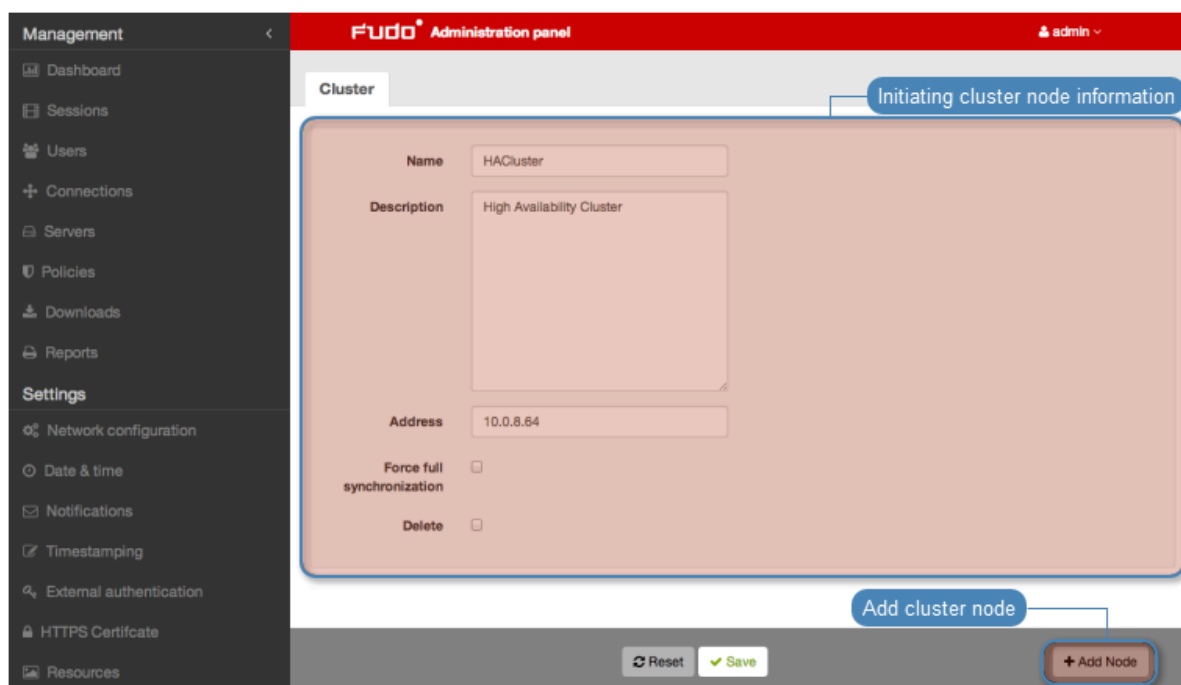 Management
Dashboard
Sessions
Users
Connections
Servers
Policies
Downloads
Reports
Settings
Network configuration
Date & time
Notifications
Timestamping
External authentication
HTTPS Certifcate
Resources
FUDO Administration panel
admin
Cluster
Initiating cluster node information
Name HACluster
Description High Availability Cluster
Address 10.0.8.64
Force full
synchronization
Delete
Add cluster node
Reset Save + Add Node